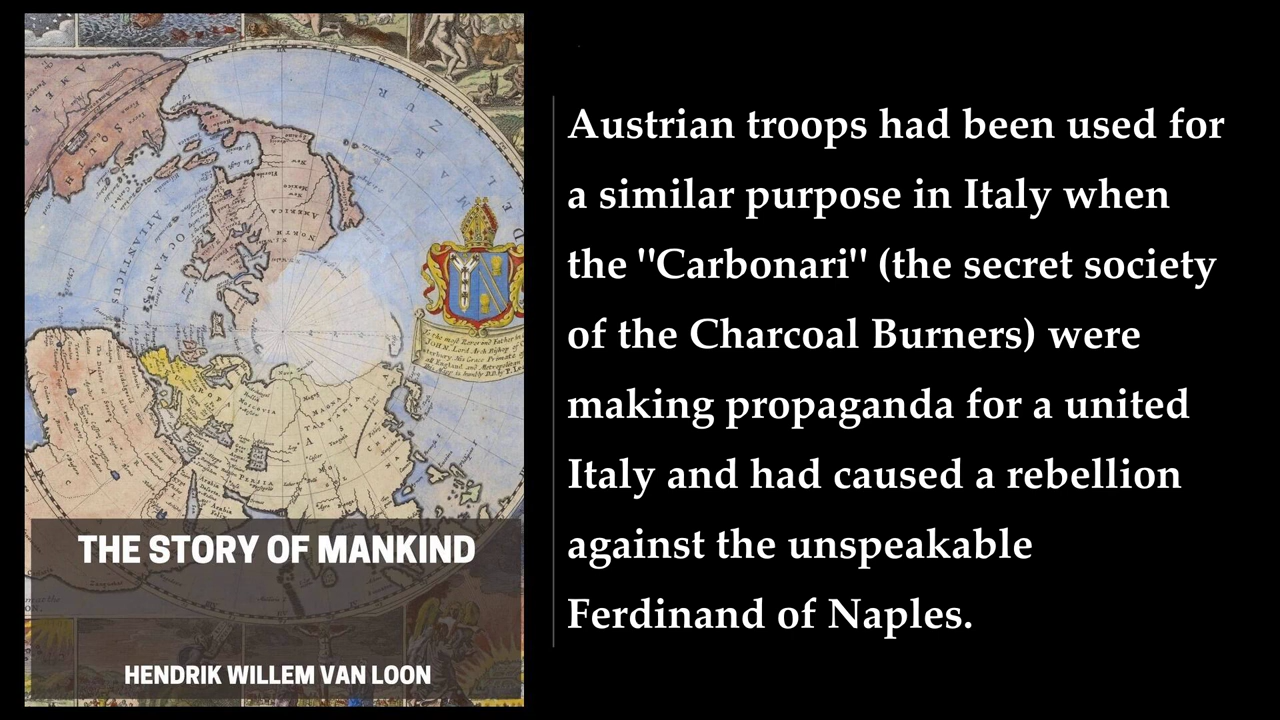 THE STORY OF MANKIND
HENDRIK WILLEM VAN LOON
Austrian troops had been used for
a similar purpose in Italy when
the "Carbonari" (the secret society
of the Charcoal Burners) were
making propaganda for a united
Italy and had caused a rebellion
against the unspeakable
Ferdinand of Naples.